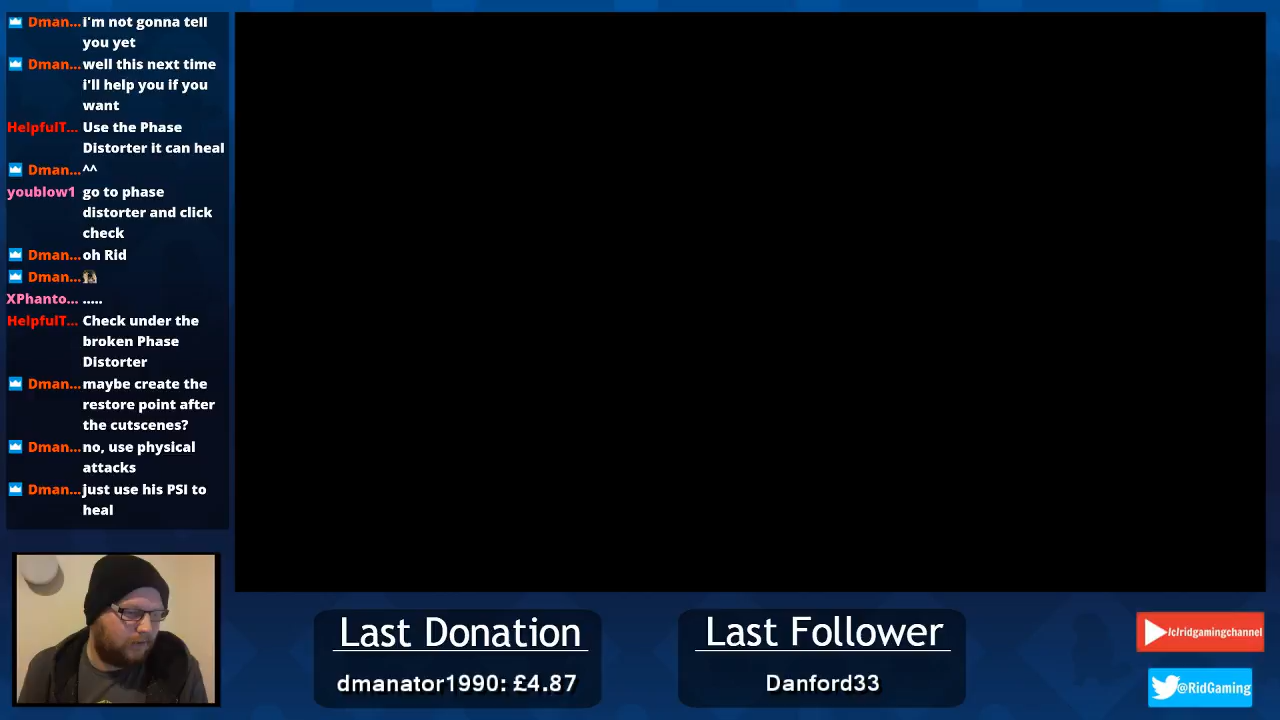 Dman... i'm not gonna tell
you yet
Dman... well this next time
i'll help you if you
want
HelpfulT... Use the Phase
Distorter it can heal
Dman... ^^
youblow1 go to phase
distorter and click
check
Dman... oh Rid
Dman...
XPhanto... .....
HelpfulT... Check under the
broken Phase
Distorter
Dman... maybe create the
restore point after
the cutscenes?
Dman... no, use physical
attacks
Dman... just use his PSI to
heal
Last Donation
dmanator1990: £4.87
Last Follower
Danford33
/c/ridgamingchannel
@RidGaming